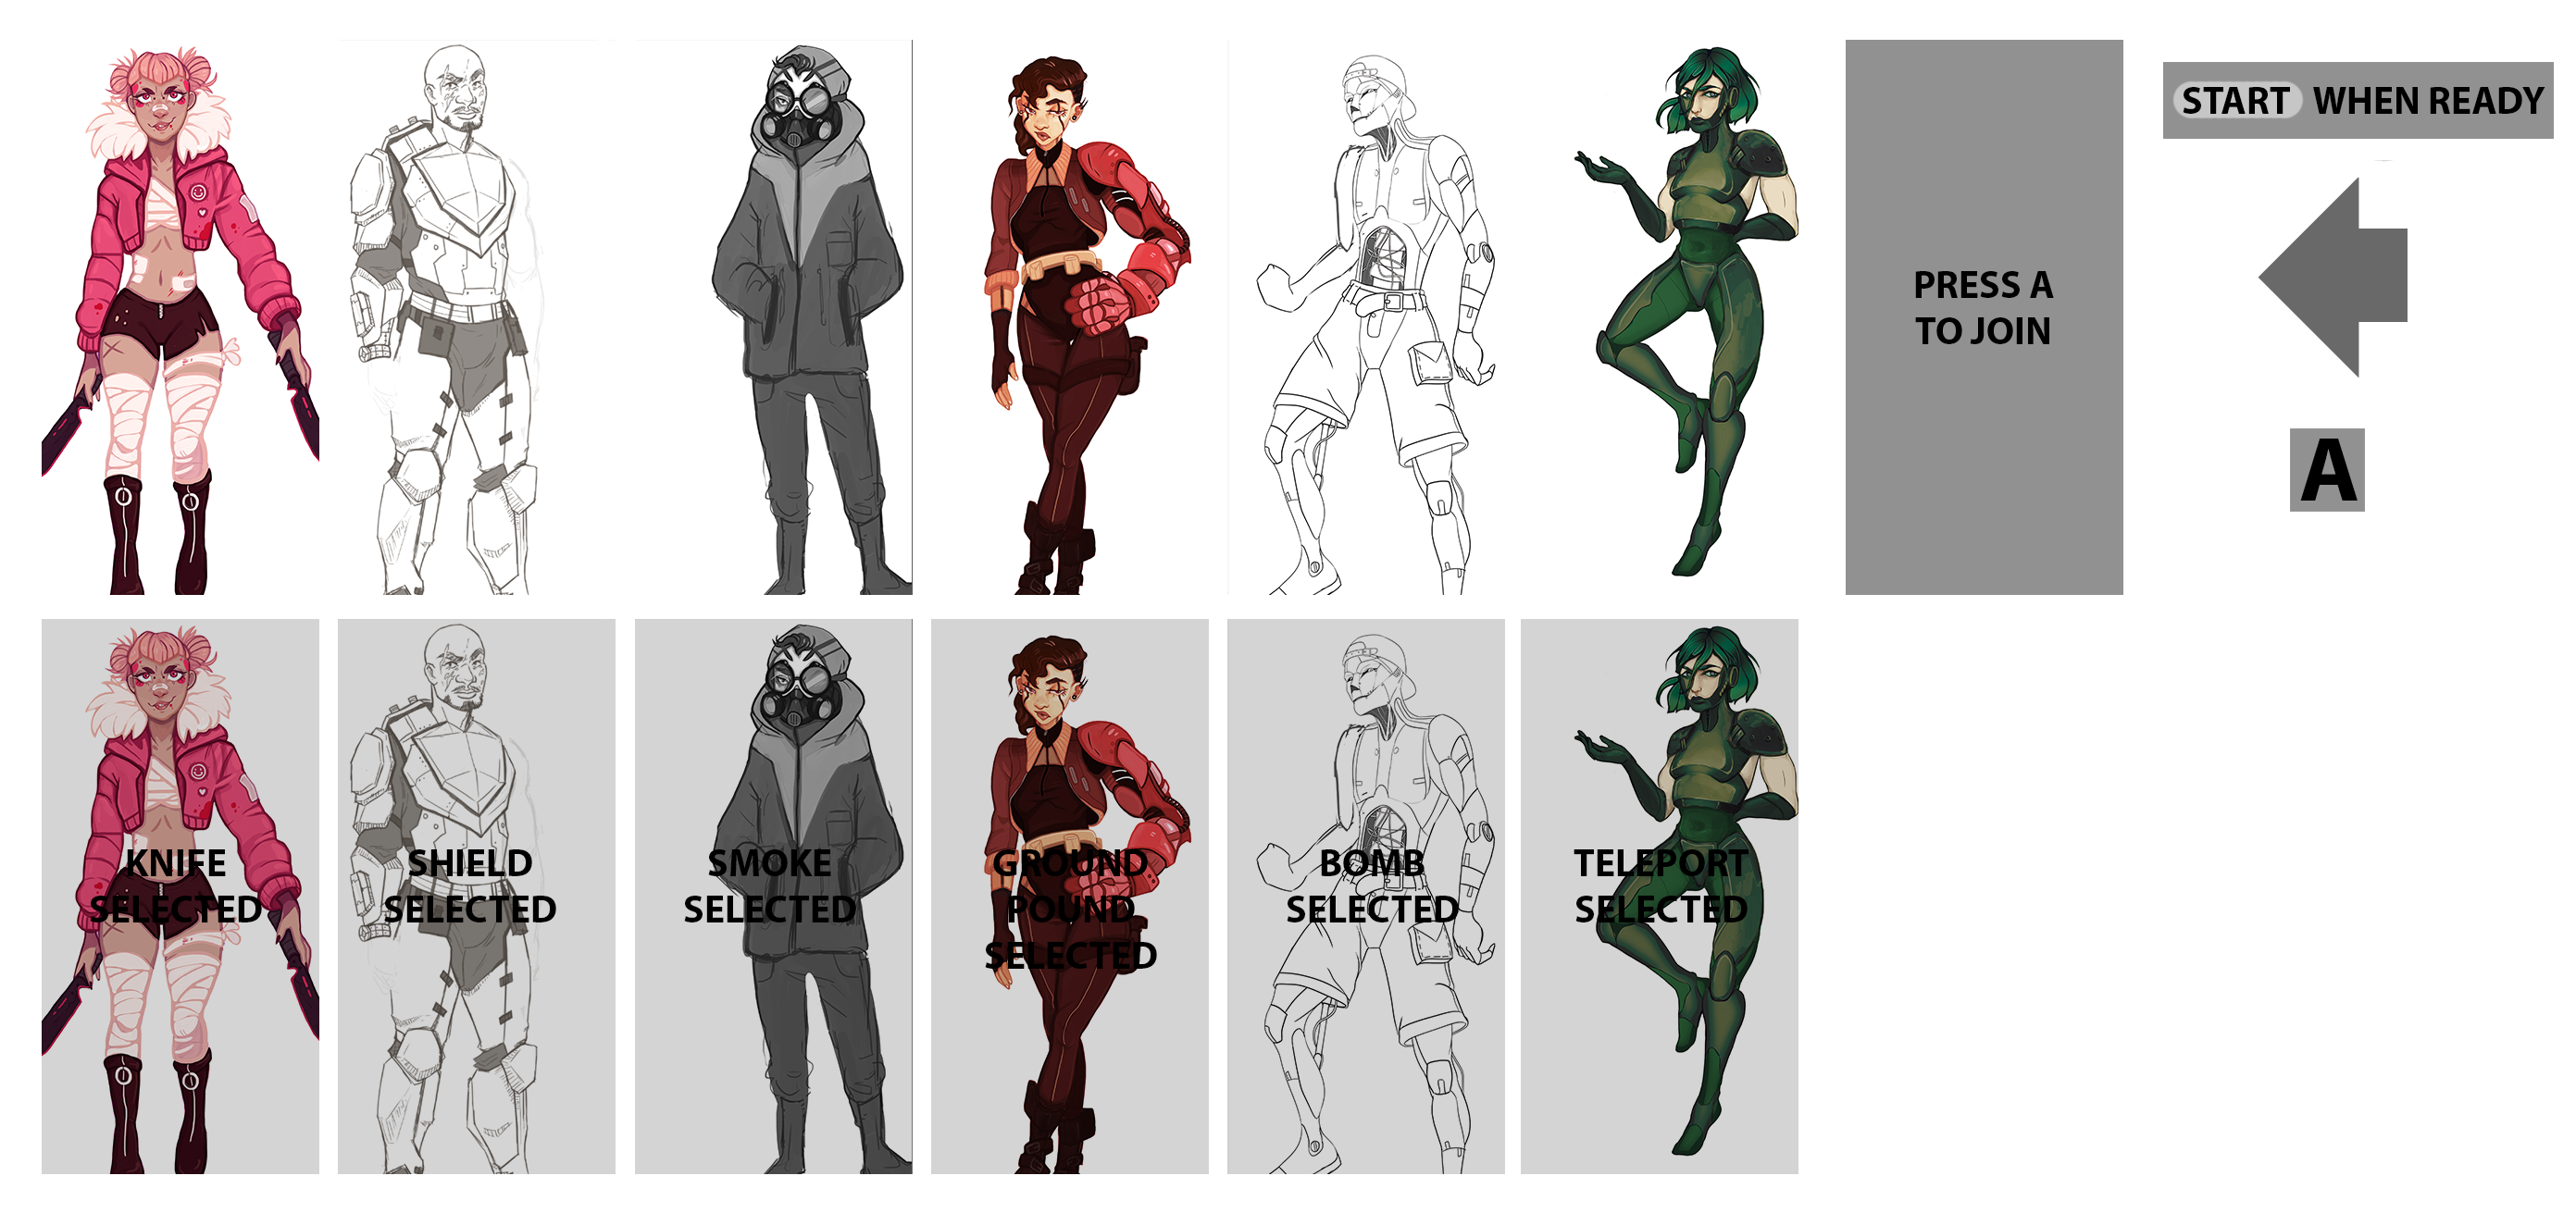 START WHEN READY
PRESS A
TO JOIN
A
KNIFE
SELECTED
SHIELD
SELECTED
SMOKE
SELECTED
GROUND
POUND
SELECTED
BOMB
SELECTED
TELEPORT
SELECTED